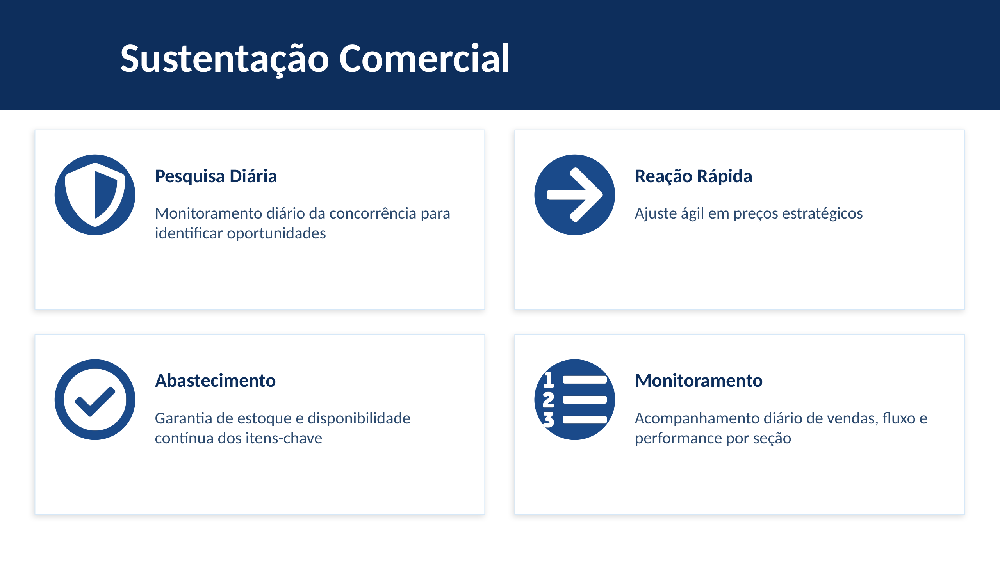 Sustentação Comercial
Pesquisa Diária
Monitoramento diário da concorrência para
identificar oportunidades
Reação Rápida
Ajuste ágil em preços estratégicos
Abastecimento
Garantia de estoque e disponibilidade
contínua dos itens-chave
1
2
3
Monitoramento
Acompanhamento diário de vendas, fluxo e
performance por seção